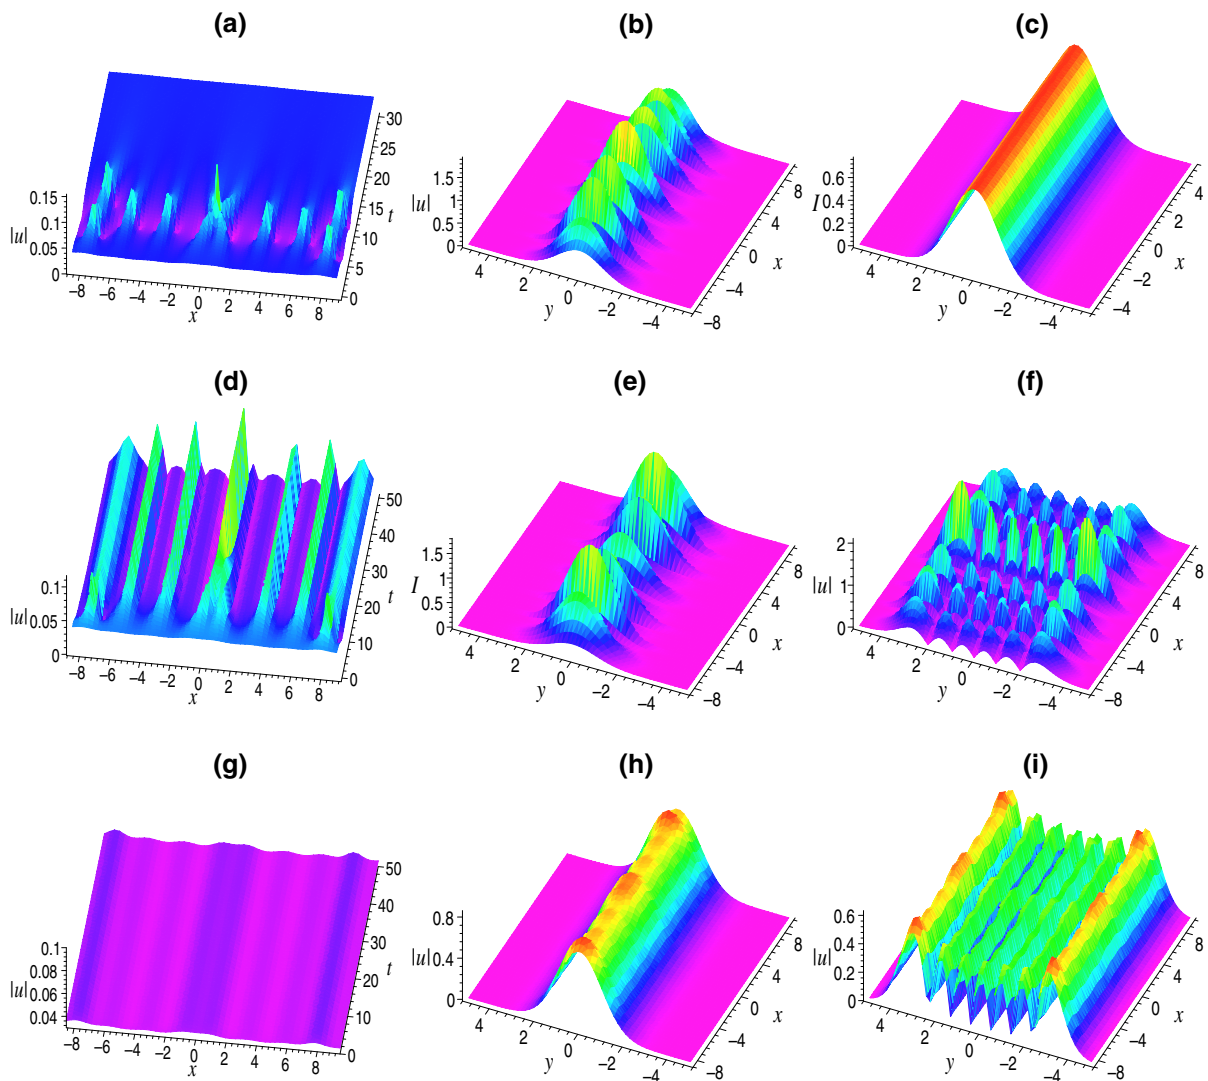 (a) (b) (c)
0.15
0.1
|u| 0.05
0
−8 −6 −4 −2 0 2 4 6 8
x
30
25
20
15
t
10
5
0
1.5
|u| 1
0.5
0
4 2 0 −2 −4
y
8
4
0 x
−4
−8
0.6
I 0.4
0.2
0
4 2 0 −2 −4
y
4
2
0 x
−2
−4
(d) (e) (f)
0.1
|u| 0.05
0
−8 −6 −4 −2 0 2 4 6 8
x
50
40
30
t
20
10
0
1.5
I 1
0.5
0
4 2 0 −2 −4
y
8
4
0 x
−4
−8
2
|u| 1
0
4 2 0 −2 −4
y
8
4
0 x
−4
−8
(g) (h) (i)
0.1
0.08
|u| 0.06
0.04
−8 −6 −4 −2 0 2 4 6 8
x
50
40
30
20 t
10
0
0.8
|u| 0.4
0
4 2 0 −2 −4
y
8
4
0 x
−4
−8
0.6
|u| 0.4
0.2
0
4 2 0 −2 −4
y
8
4
0 x
−4
−8